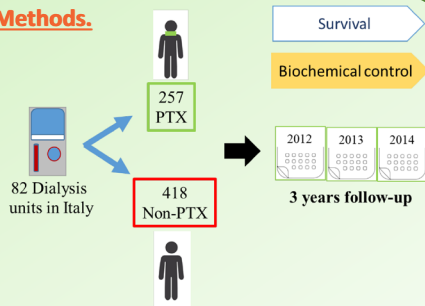 Methods.
257
PTX
82 Dialysis
units in Italy
418
Non-PTX
Survival
Biochemical control
2012
2013
2014
3 years follow-up